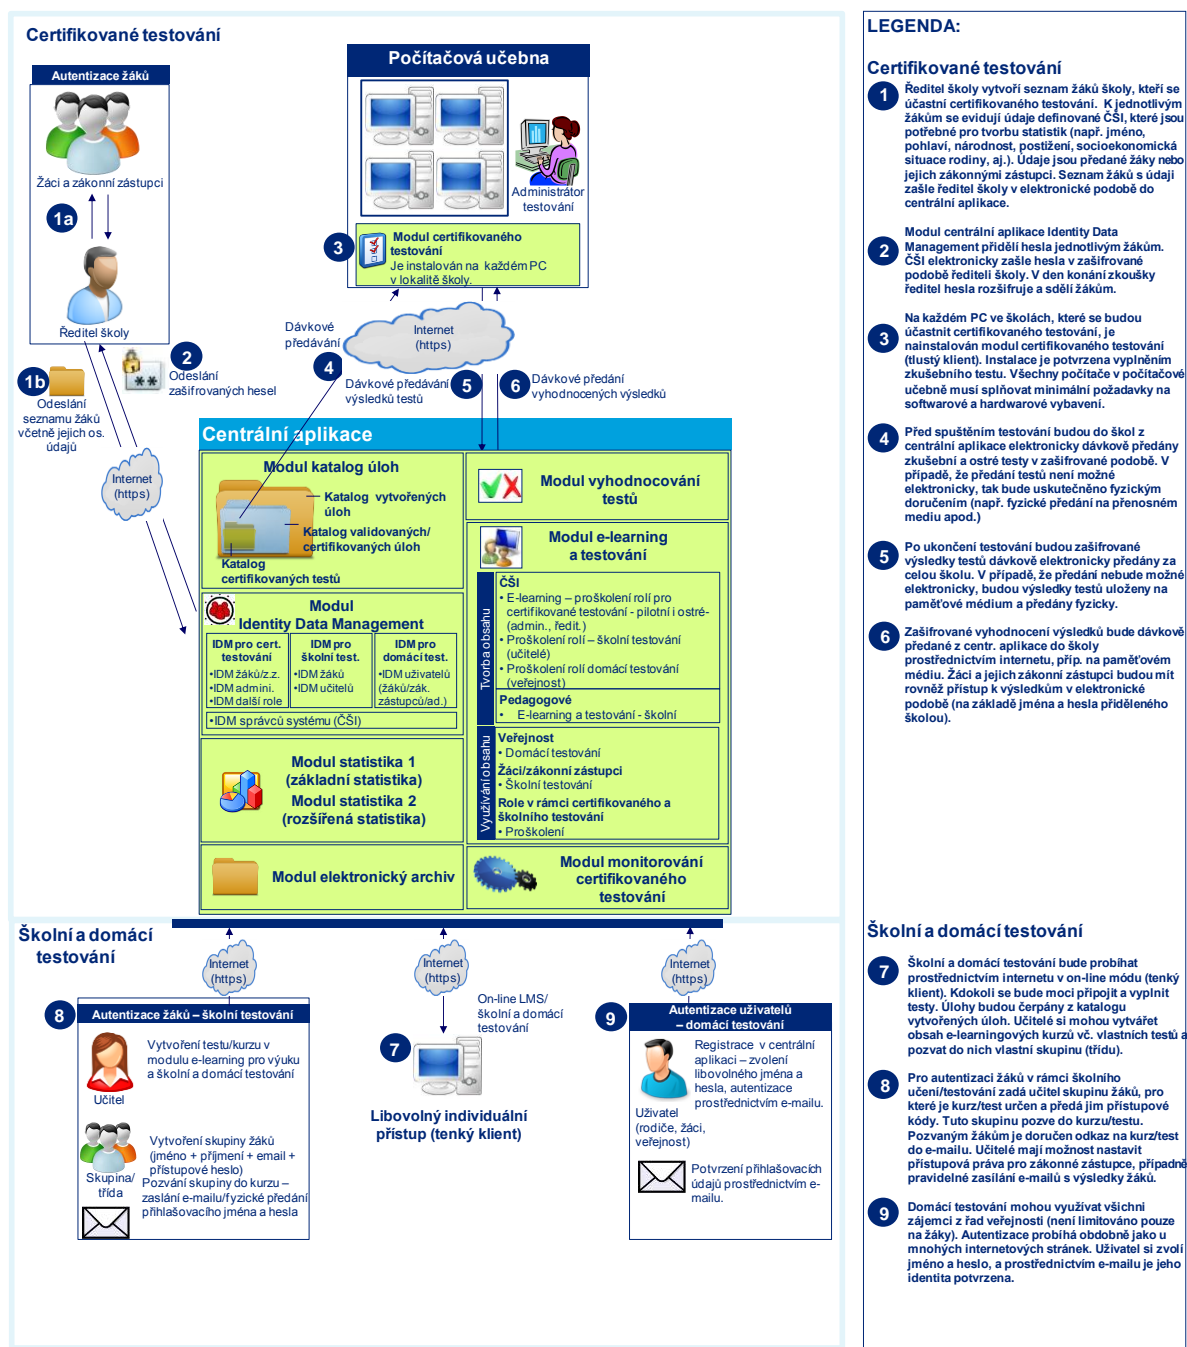 Certifikované testování
Autentizace žáků
Žáci a zákonní zástupci
1a
Ředitel školy
1b
Odeslání
seznamu žáků
včetně jejich os.
údajů
2
Odeslání
zašifrovaných hesel
Internet
(https)
Počítačová učebna
Administrátor
testování
3
Modul certifikovaného
testování
Je instalován na každém PC
v lokalitě školy.
Internet
(https)
Dávkové
předávání
4
Dávkové předávání
výsledků testů
5
6
Dávkové předání
vyhodnocených výsledků
Centrální aplikace
Modul katalog úloh
Katalog vytvořených
úloh
Katalog validovaných/
certifikovaných úloh
Katalog
certifikovaných testů
Modul
Identity Data Management
IDM pro cert.
testování
•IDM žáků/z.z.
•IDM admini.
•IDM další role
IDM pro
školní test.
•IDM žáků
•IDM učitelů
IDM pro
domácí test.
•IDM uživatelů
(žáků/zák.
zástupců/ad.)
•IDM správců systému (ČŠI)
Modul statistika 1
(základní statistika)
Modul statistika 2
(rozšířená statistika)
Modul elektronický archiv
Modul vyhodnocování
testů
Modul e-learning
a testování
Tvorba obsahu
ČŠI
• E-learning – proškolení rolí pro
certifikované testování - pilotní i ostré-
(admin., ředit.)
• Proškolení rolí – školní testování
(učitelé)
• Proškolení rolí domácí testování
(veřejnost)
Pedagogové
• E-learning a testování - školní
Využívání obsahu
Veřejnost
• Domácí testování
Žáci/zákonní zástupci
• Školní testování
Role v rámci certifikovaného a
školního testování
• Proškolení
Modul monitorování
certifikovaného
testování
Školní a domácí
testování
Internet
(https)
Internet
(https)
Internet
(https)
8
Autentizace žáků – školní testování
Učitel
Vytvoření testu/kurzu v
modulu e-learning pro výuku
a školní a domácí testování
Skupina/
třída
Vytvoření skupiny žáků
(jméno + příjmení + email +
přístupové heslo)
Pozvání skupiny do kurzu –
zaslání e-mailu/fyzické předání
přihlašovacího jména a hesla
On-line LMS/
školní a domácí
testování
7
Libovolný individuální
přístup (tenký klient)
9
Autentizace uživatelů
– domácí testování
Registrace v centrální
aplikaci – zvolení
libovolného jména a
hesla, autentizace
prostřednictvím e-mailu.
Uživatel
(rodiče, žáci,
veřejnost)
Potvrzení přihlašovacích
údajů prostřednictvím e-
mailu.
LEGENDA:
Certifikované testování
1
Ředitel školy vytvoří seznam žáků školy, kteří se
účastní certifikovaného testování. K jednotlivým
žákům se evidují údaje definované ČŠI, které jsou
potřebné pro tvorbu statistik (např. jméno,
pohlaví, národnost, postižení, socioekonomická
situace rodiny, aj.). Údaje jsou předané žáky nebo
jejich zákonnými zástupci. Seznam žáků s údaji
zašle ředitel školy v elektronické podobě do
centrální aplikace.
2
Modul centrální aplikace Identity Data
Management přidělí hesla jednotlivým žákům.
ČŠI elektronicky zašle hesla v zašifrované
podobě řediteli školy. V den konání zkoušky
ředitel hesla rozšifruje a sdělí žákům.
3
Na každém PC ve školách, které se budou
účastnit certifikovaného testování, je
nainstalován modul certifikovaného testování
(tlustý klient). Instalace je potvrzena vyplněním
zkušebního testu. Všechny počítače v počítačové
učebně musí splňovat minimální požadavky na
softwarové a hardwarové vybavení.
4
Před spuštěním testování budou do škol z
centrální aplikace elektronicky dávkově předány
zkušební a ostré testy v zašifrované podobě. V
případě, že předání testů není možné
elektronicky, tak bude uskutečněno fyzickým
doručením (např. fyzické předání na přenosném
mediu apod.)
5
Po ukončení testování budou zašifrované
výsledky testů dávkově elektronicky předány za
celou školu. V případě, že předání nebude možné
elektronicky, budou výsledky testů uloženy na
paměťové médium a předány fyzicky.
6
Zašifrované vyhodnocení výsledků bude dávkově
předané z centr. aplikace do školy
prostřednictvím internetu, příp. na paměťovém
médiu. Žáci a jejich zákonní zástupci budou mít
rovněž přístup k výsledkům v elektronické
podobě (na základě jména a hesla přiděleného
školou).
Školní a domácí testování
7
Školní a domácí testování bude probíhat
prostřednictvím internetu v on-line módu (tenký
klient). Kdokoli se bude moci připojit a vyplnit
testy. Úlohy budou čerpány z katalogu
vytvořených úloh. Učitelé si mohou vytvářet
obsah e-learningových kurzů vč. vlastních testů a
pozvat do nich vlastní skupinu (třídu).
8
Pro autentizaci žáků v rámci školního
učení/testování zadá učitel skupinu žáků, pro
které je kurz/test určen a předá jim přístupové
kódy. Tuto skupinu pozve do kurzu/testu.
Pozvaným žákům je doručen odkaz na kurz/test
do e-mailu. Učitelé mají možnost nastavit
přístupová práva pro zákonné zástupce, případně
pravidelné zasílání e-mailů s výsledky žáků.
9
Domácí testování mohou využívat všichni
zájemci z řad veřejnosti (není limitováno pouze
na žáky). Autentizace probíhá obdobně jako u
mnohých internetových stránek. Uživatel si zvolí
jméno a heslo, a prostřednictvím e-mailu je jeho
identita potvrzena.